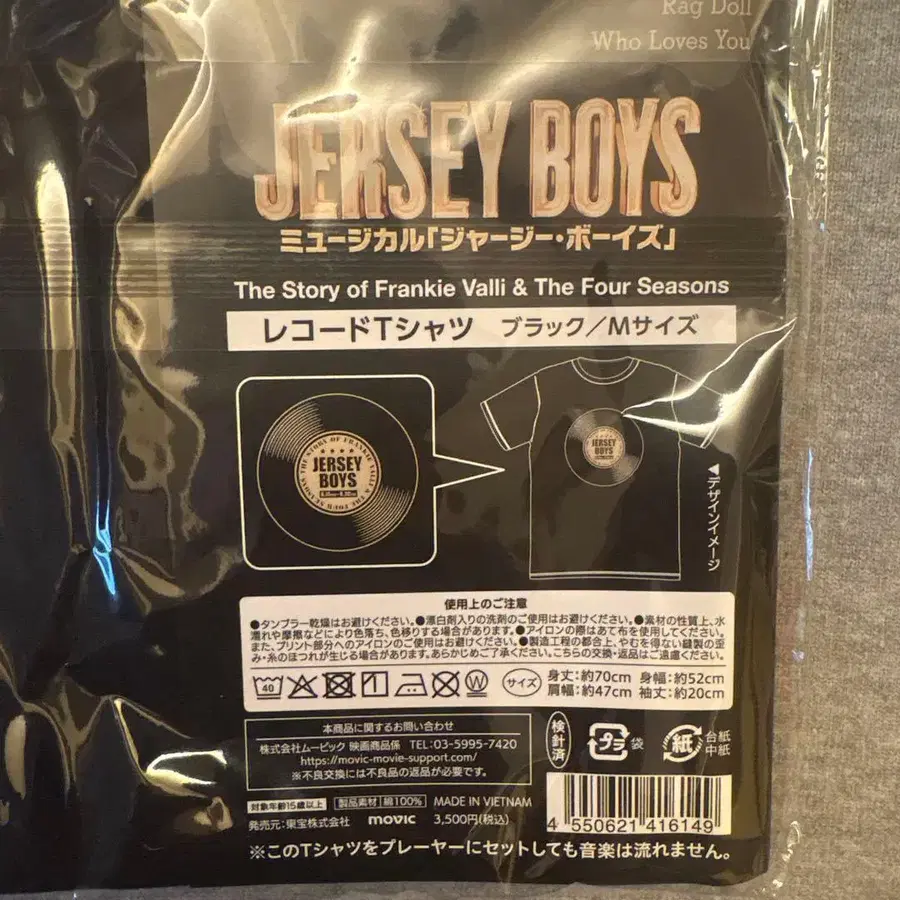 Rag Doll
Who Loves You
JERSEY BOYS
ミュージカル「ジャージー・ボーイズ」
The Story of Frankie Valli & The Four Seasons
レコードTシャツ ブラック／Mサイズ
THE STORY OF FRANKIE VALLI & THE FOUR SEASONS
JERSEY
BOYS
JERSEY
BOYS
◀デザインイメージ
使用上のご注意
●タンブラー乾燥はお避けください。●漂白剤入りの洗剤のご使用はお避けください。●素材の性質上、水
濡れや摩擦などにより色落ち、色移りする場合があります。●アイロンの際はあて布を使用してください。
また、プリント部分へのアイロンのご使用はお避けください。●製造工程の都合上、やむを得ない縫製の歪
み・糸のほつれが生じる場合があります。あらかじめご了承ください。こちらの交換・返品はご遠慮ください。
40
W
サイズ
身丈：約70cm 身幅：約52cm
肩幅：約47cm 袖丈：約20cm
本商品に関するお問い合わせ
株式会社ムービック 映画商品係 TEL：03-5995-7420
https://movic-movie-support.com/
※不良交換には不良品の返品が必要です。
検針済
プラ 袋
紙 台紙
中紙
対象年齢15歳以上 製品素材 綿100% MADE IN VIETNAM
発売元：東宝株式会社 movic 3,500円(税込)
4 550621 416149
※このTシャツをプレーヤーにセットしても音楽は流れません。